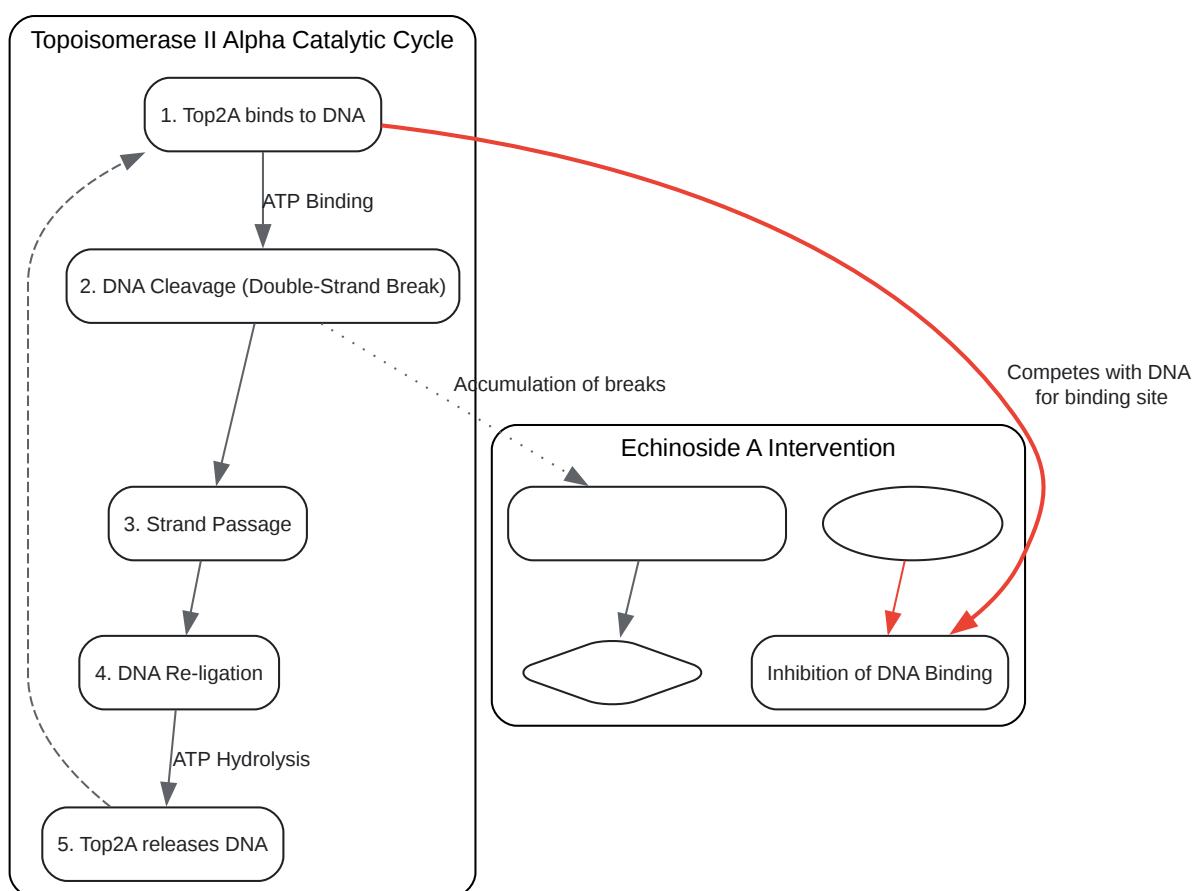 Topoisomerase II Alpha Catalytic Cycle
1. Top2A binds to DNA
ATP Binding
2. DNA Cleavage (Double-Strand Break)
Accumulation of breaks
Competes with DNA
for binding site
Echinoside A Intervention
3. Strand Passage
4. DNA Re-ligation
Inhibition of DNA Binding
ATP Hydrolysis
5. Top2A releases DNA